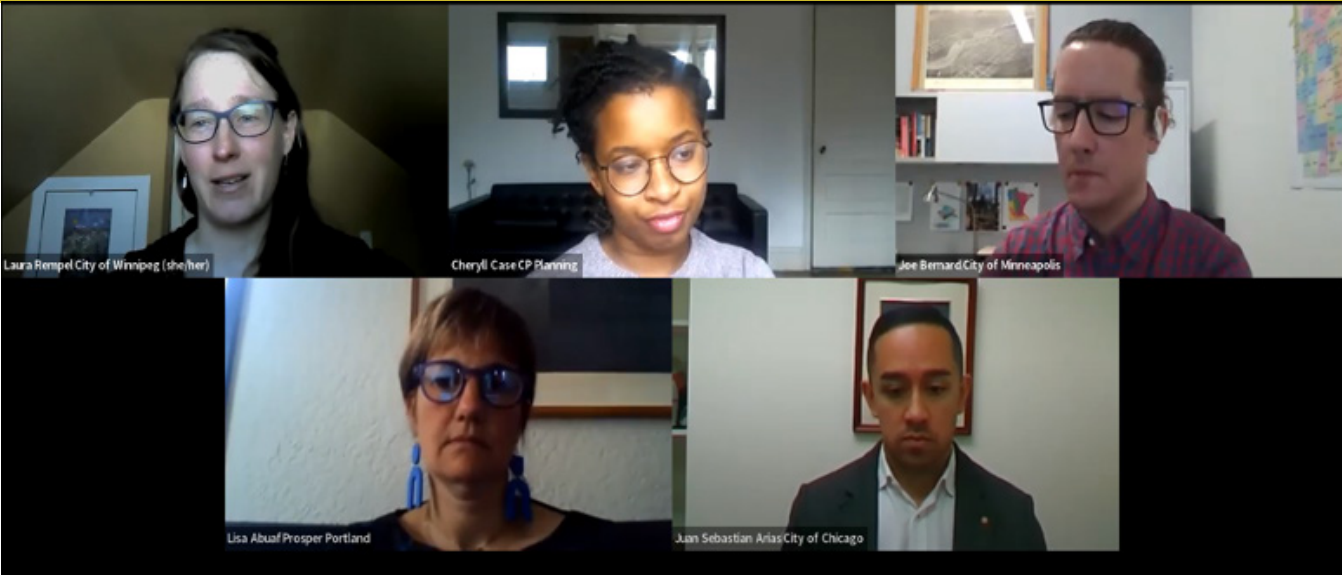 Laura Rempel City of Winnipeg (she/her)
Cheryll Case CP Planning
Joe Bernard City of Minneapolis
Lisa Abuaf Prosper Portland
Juan Sebastian Arias City of Chicago